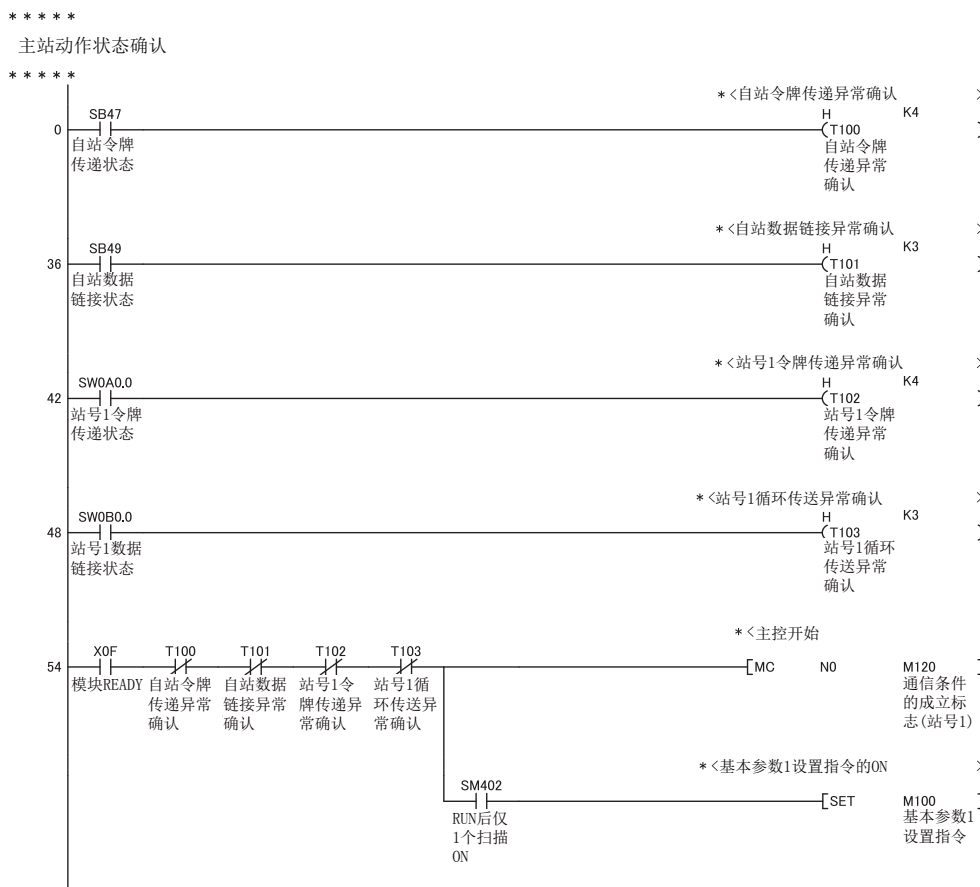 *****
主站动作状态确认
*****
*<自站令牌传递异常确认 >
SB47 H K4
0 (T100 )
自站令牌 自站令牌
传递状态 传递异常
确认
*<自站数据链接异常确认 >
SB49 H K3
36 (T101 )
自站数据 自站数据
链接状态 链接异常
确认
*<站号1令牌传递异常确认 >
SW0A0.0 H K4
42 (T102 )
站号1令牌 站号1令牌
传递状态 传递异常
确认
*<站号1循环传送异常确认 >
SW0B0.0 H K3
48 (T103 )
站号1数据 站号1循环
链接状态 传送异常
确认
*<主控开始
X0F T100 T101 T102 T103
54 [MC N0 M120 ]
模块READY 自站令牌 自站数据 站号1令 站号1循 通信条件
传递异常 链接异常 牌传递异 环传送异 的成立标
确认 确认 常确认 常确认 志(站号1)
*<基本参数1设置指令的ON >
SM402
[SET M100 ]
RUN后仅 基本参数1
1个扫描 设置指令
ON